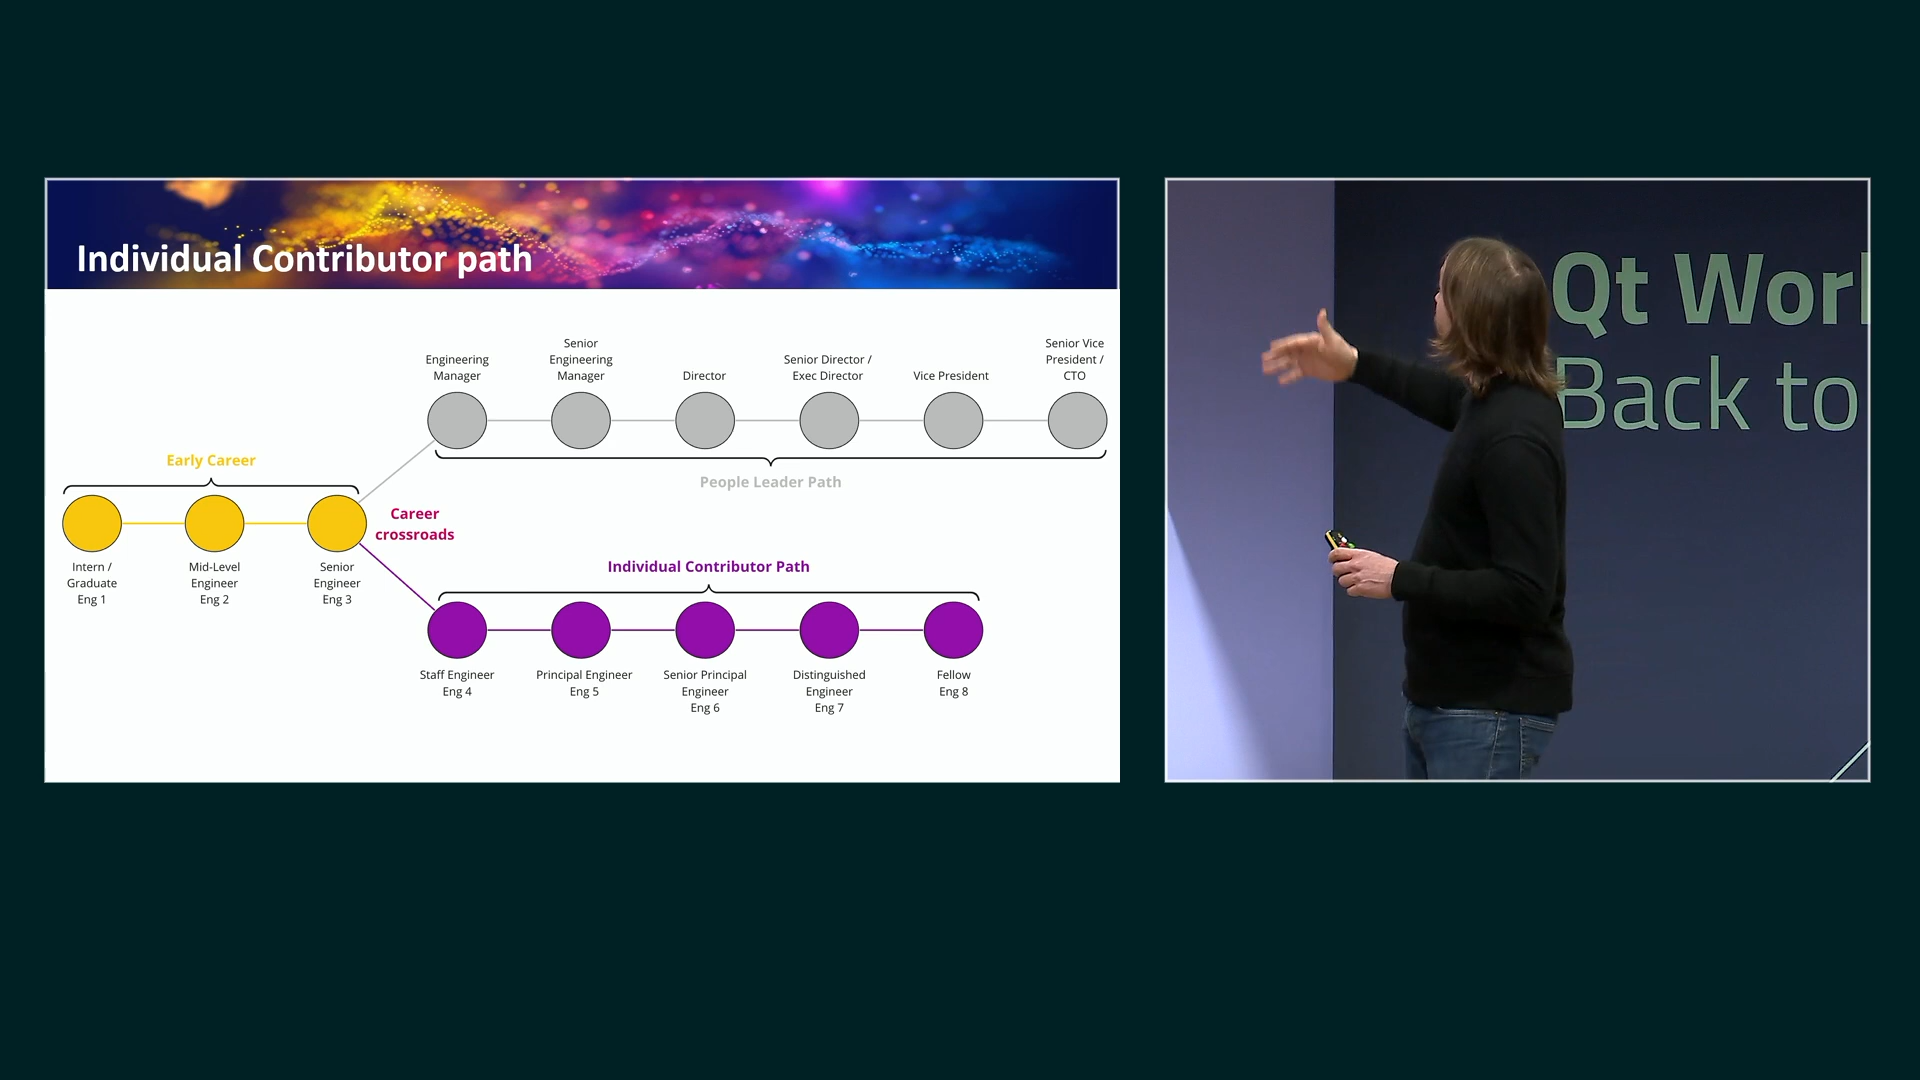 Individual Contributor path
Engineering
Manager
Senior
Engineering
Manager
Director
Senior Director /
Exec Director
Vice President
Senior Vice
President /
CTO
People Leader Path
Early Career
Intern /
Graduate
Eng 1
Mid-Level
Engineer
Eng 2
Senior
Engineer
Eng 3
Career
crossroads
Individual Contributor Path
Staff Engineer
Eng 4
Principal Engineer
Eng 5
Senior Principal
Engineer
Eng 6
Distinguished
Engineer
Eng 7
Fellow
Eng 8
Qt Worl
Back to